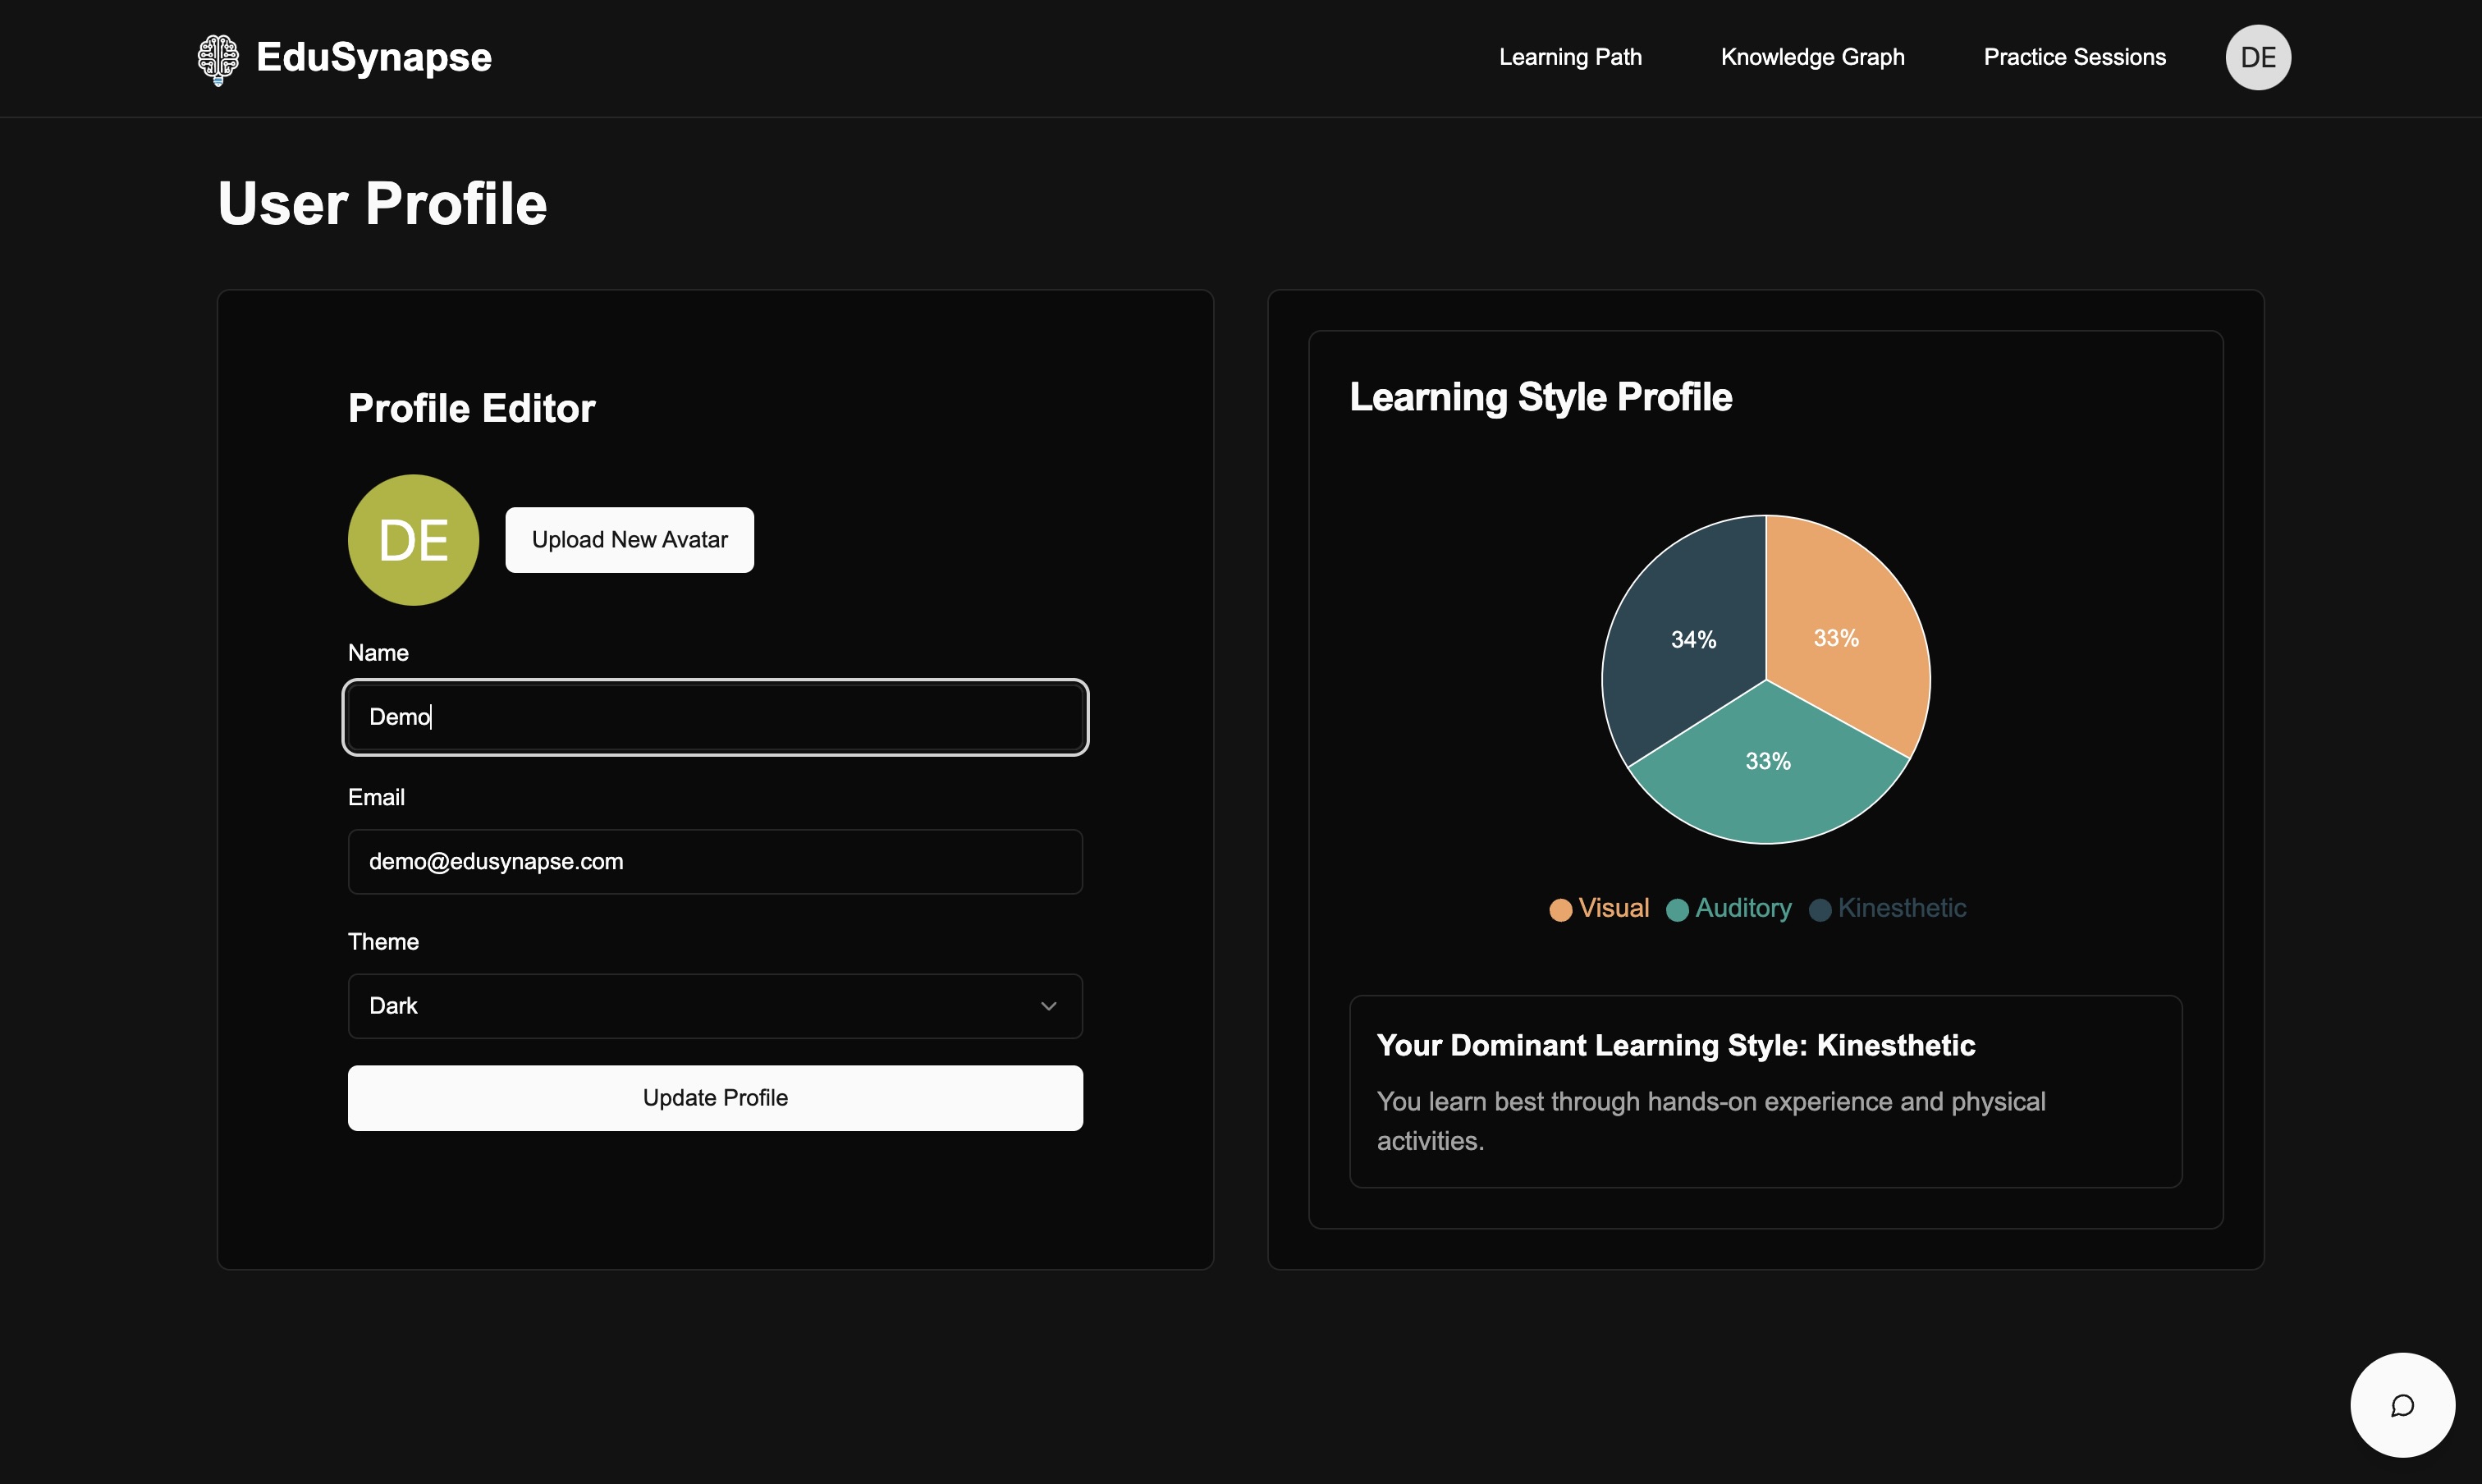 EduSynapse
Learning Path
Knowledge Graph
Practice Sessions
DE
User Profile
Profile Editor
DE
Upload New Avatar
Name
Demo
Email
demo@edusynapse.com
Theme
Dark
Update Profile
Learning Style Profile
34%
33%
33%
Visual
Auditory
Kinesthetic
Your Dominant Learning Style: Kinesthetic
You learn best through hands-on experience and physical
activities.